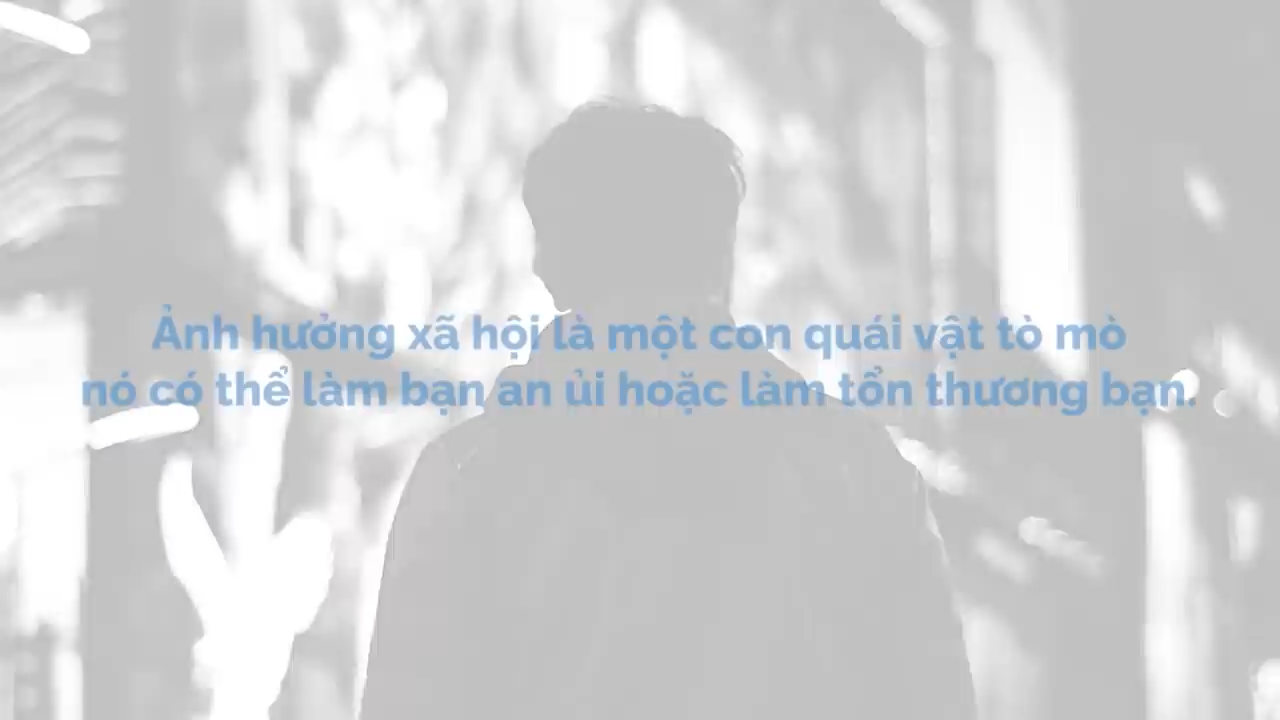 Ảnh hưởng xã hội là một con quái vật tò mò
nó có thể làm bạn an ủi hoặc làm tổn thương bạn.